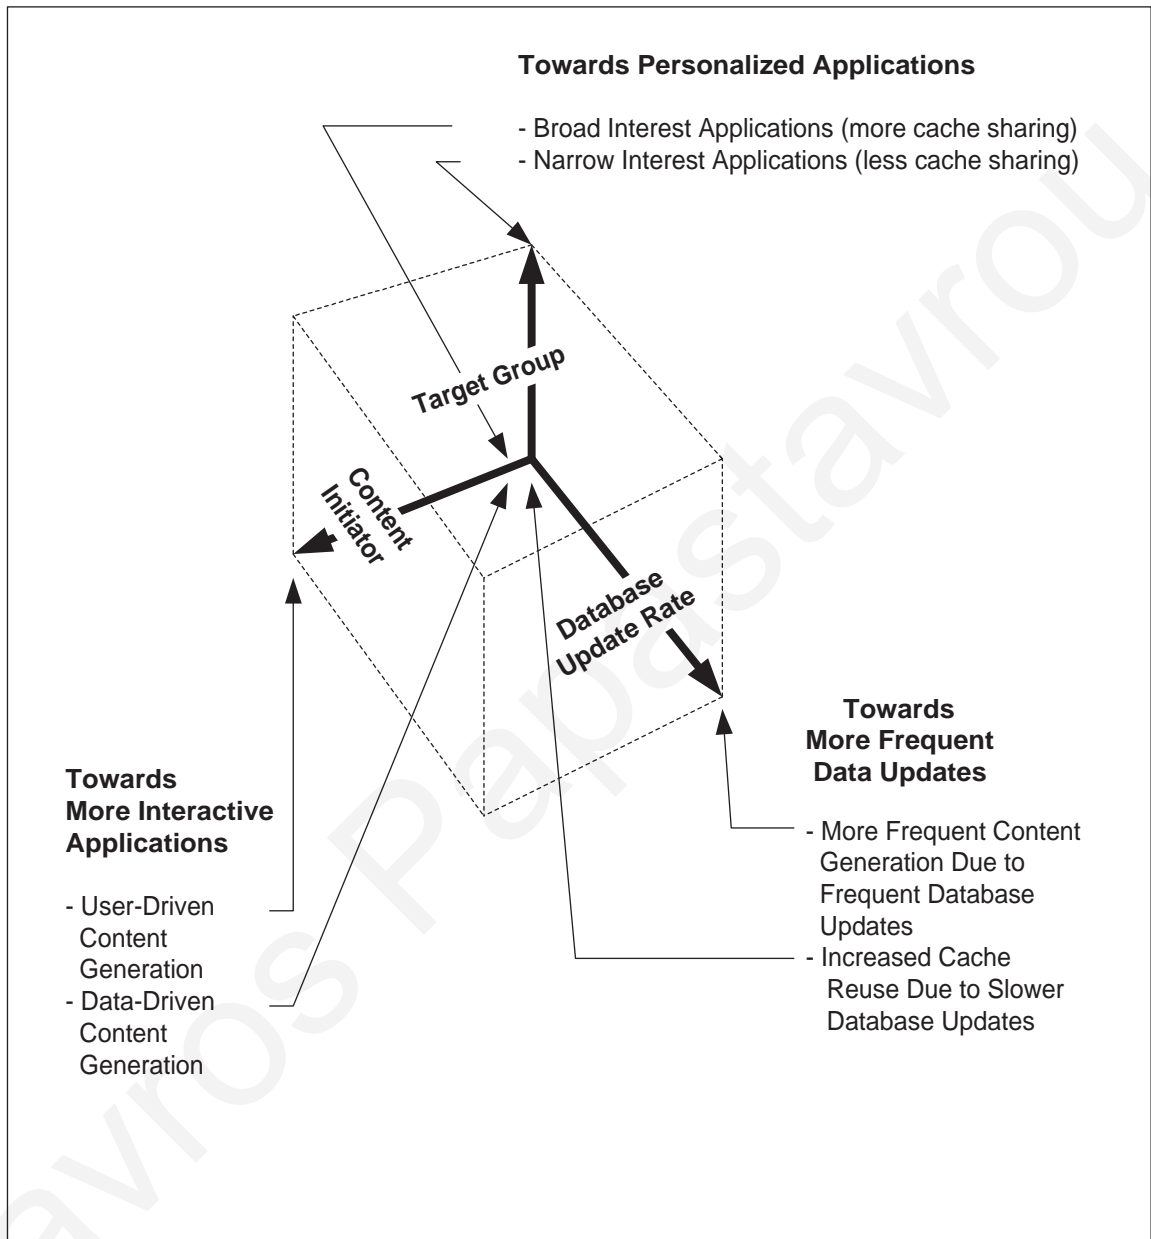 Towards Personalized Applications
- Broad Interest Applications (more cache sharing)
- Narrow Interest Applications (less cache sharing)
Target Group
Content
Initiator
Database
Update Rate
Towards
More Frequent
Data Updates
- More Frequent Content
Generation Due to
Frequent Database
Updates
- Increased Cache
Reuse Due to Slower
Database Updates
Towards
More Interactive
Applications
- User-Driven
Content
Generation
- Data-Driven
Content
Generation
avros Papastavrou